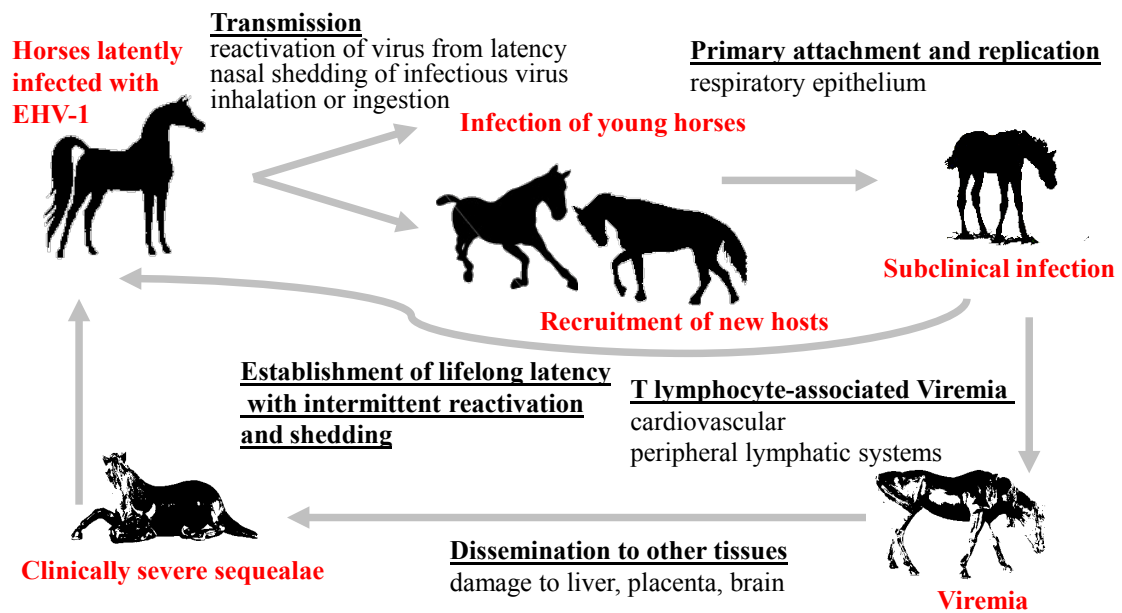 Horses latently
infected with
EHV-1
Transmission
reactivation of virus from latency
nasal shedding of infectious virus
inhalation or ingestion
Infection of young horses
Primary attachment and replication
respiratory epithelium
Subclinical infection
Recruitment of new hosts
Establishment of lifelong latency
with intermittent reactivation
and shedding
T lymphocyte-associated Viremia
cardiovascular
peripheral lymphatic systems
Clinically severe sequealae
Dissemination to other tissues
damage to liver, placenta, brain
Viremia